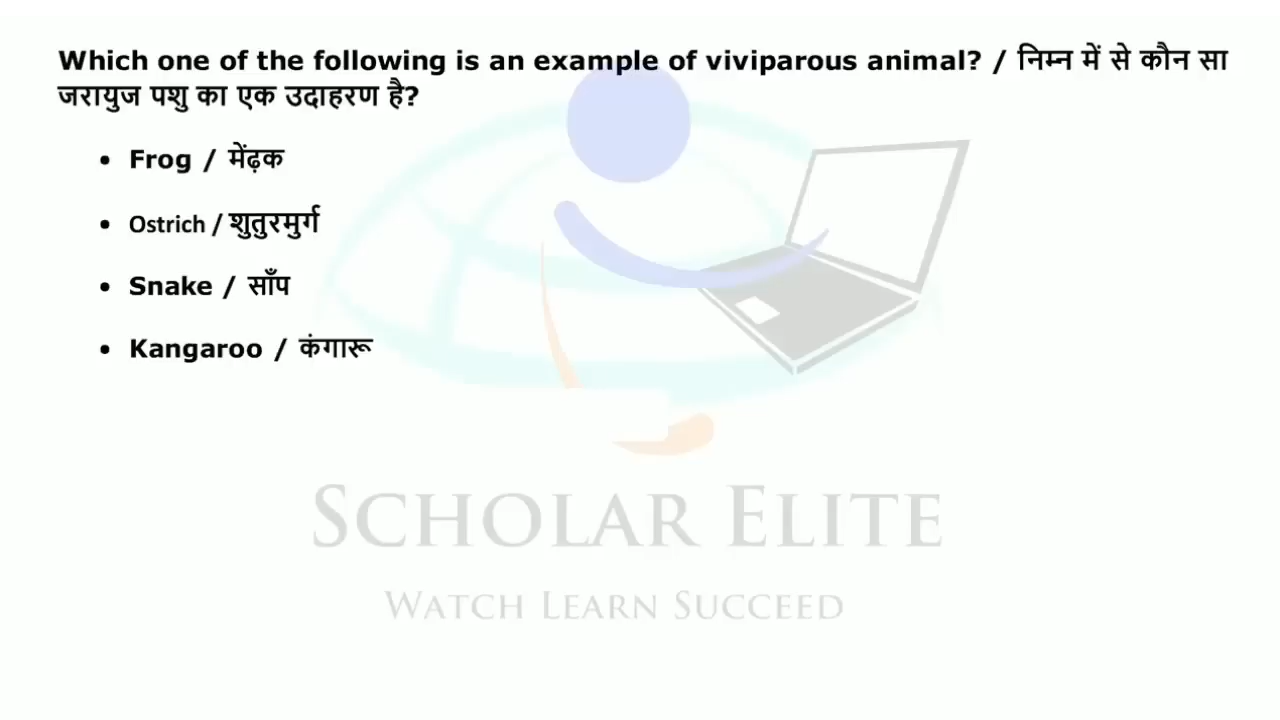 Which one of the following is an example of viviparous animal? / निम्न में से कौन सा
जरायुज पशु का एक उदाहरण है?
• Frog / मेंढ़क
• Ostrich / शुतुरमुर्ग
• Snake / साँप
• Kangaroo / कंगारू
SCHOLAR ELITE
WATCH LEARN SUCCEED